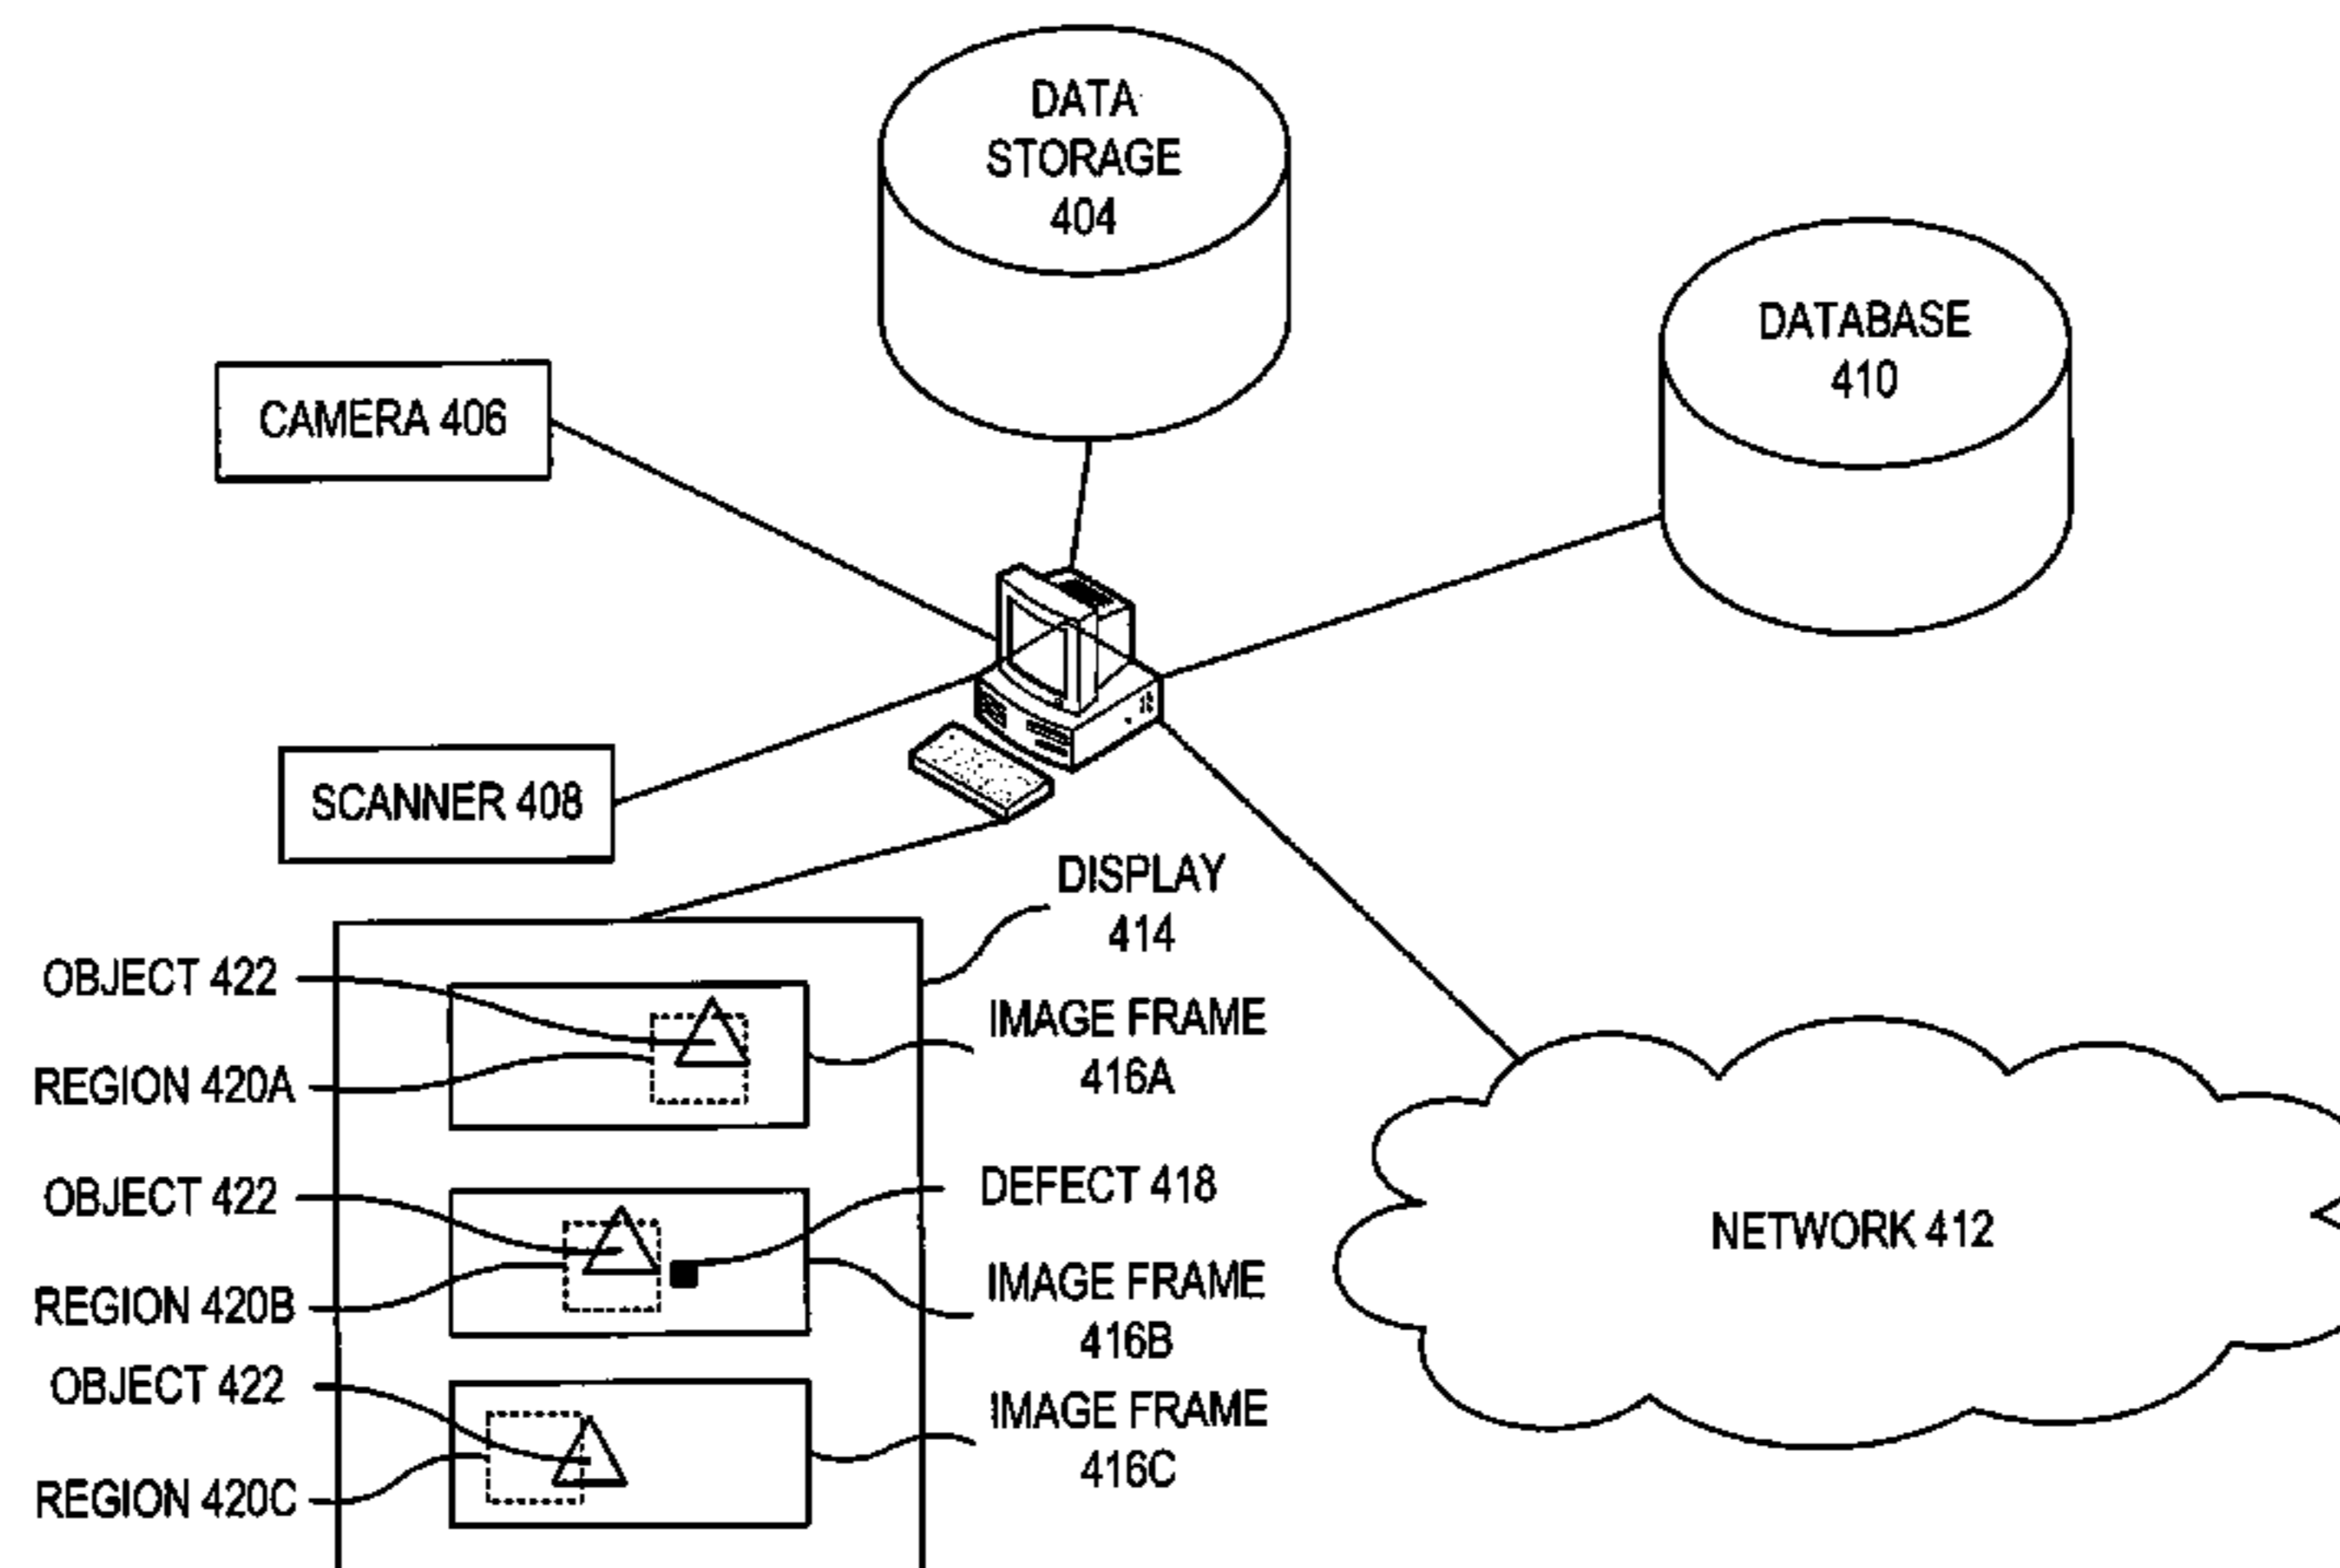 DATA
STORAGE
404
DATABASE
410
CAMERA 406
SCANNER 408
DISPLAY
414
OBJECT 422
IMAGE FRAME
416A
REGION 420A
OBJECT 422
DEFECT 418
NETWORK 412
REGION 420B
IMAGE FRAME
416B
OBJECT 422
IMAGE FRAME
416C
REGION 420C